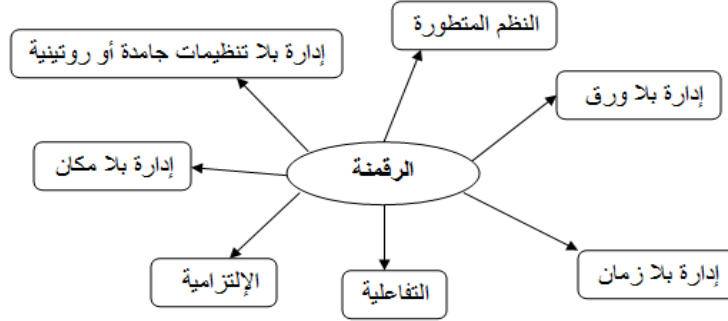 النظم المتطورة
إدارة بلا تنظيمات جامدة أو روتينية
إدارة بلا ورق
الرقمنة
إدارة بلا مكان
إدارة بلا زمان
الإلتزامية
التفاعلية